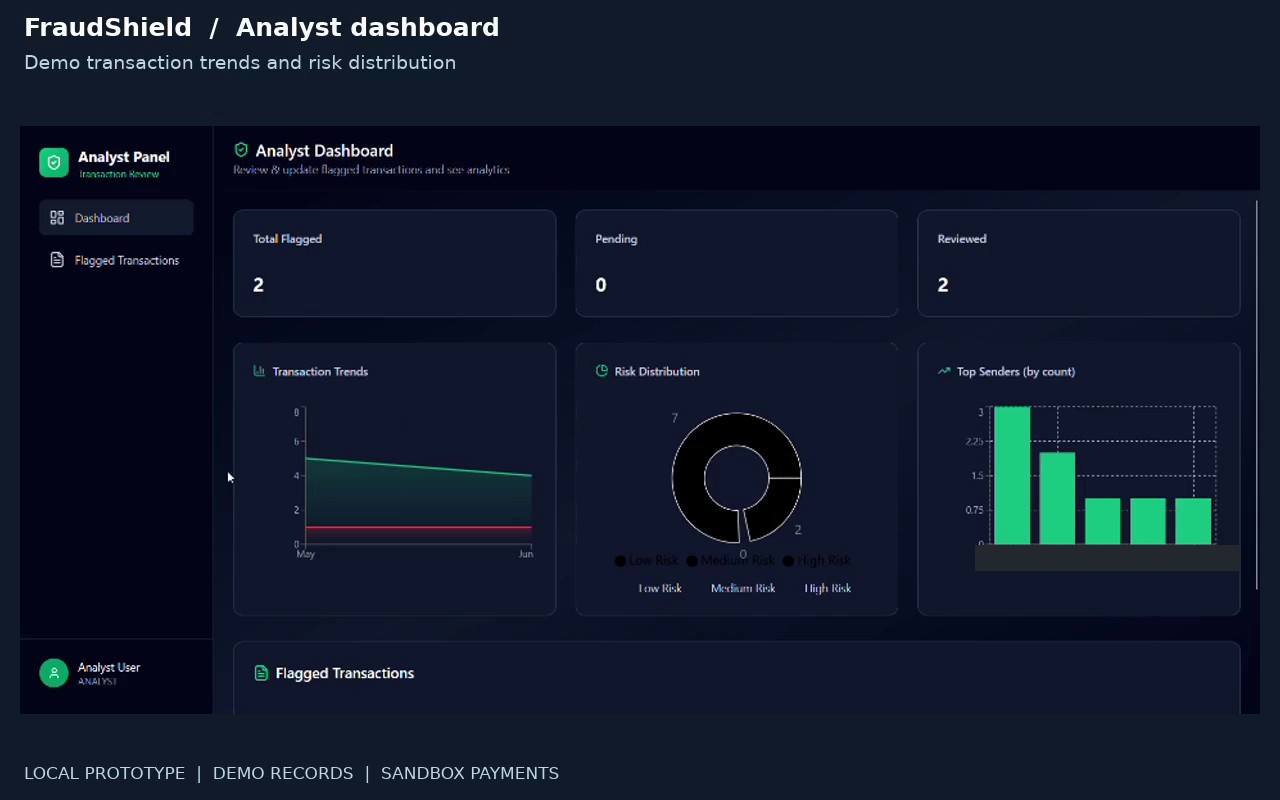 FraudShield / Analyst dashboard
Demo transaction trends and risk distribution
Analyst Panel
Transaction Review
Dashboard
Flagged Transactions
Analyst User
ANALYST
Analyst Dashboard
Review & update flagged transactions and see analytics
Total Flagged
2
Pending
0
Reviewed
2
Transaction Trends
8
6
4
2
0
May Jun
Risk Distribution
7
2
0
Low Risk Medium Risk High Risk
Low Risk Medium Risk High Risk
Top Senders (by count)
3
2.25
1.5
0.75
0
Flagged Transactions
LOCAL PROTOTYPE | DEMO RECORDS | SANDBOX PAYMENTS